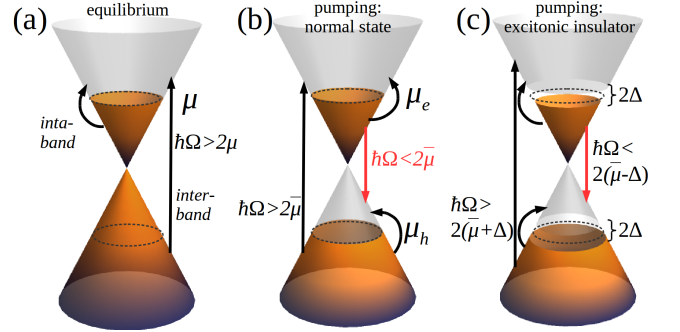 (a)
equilibrium
μ
inta-
band
ħΩ>2μ
inter-
band
(b)
pumping:
normal state
μe
ħΩ<2μ̅
ħΩ>2μ̅
μh
(c)
pumping:
excitonic insulator
}2Δ
ħΩ<
2(μ̅-Δ)
ħΩ>
2(μ̅+Δ)
}2Δ